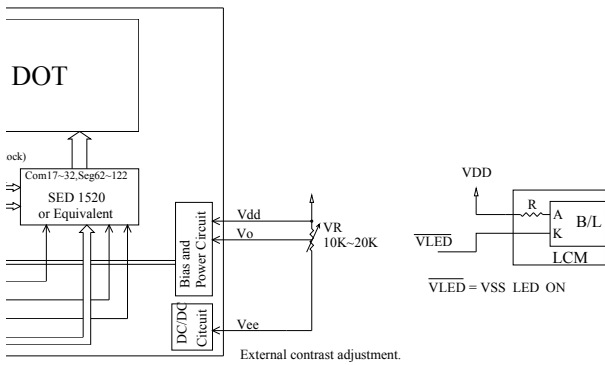 DOT
ock)
Com17~32,Seg62~122
SED 1520
or Equivalent
Bias and
Power Circuit
DC/DC
Citcuit
Vdd
Vo
Vee
VR
10K~20K
External contrast adjustment.
VDD
R
A
K
B/L
LCM
VLED
VLED = VSS LED ON